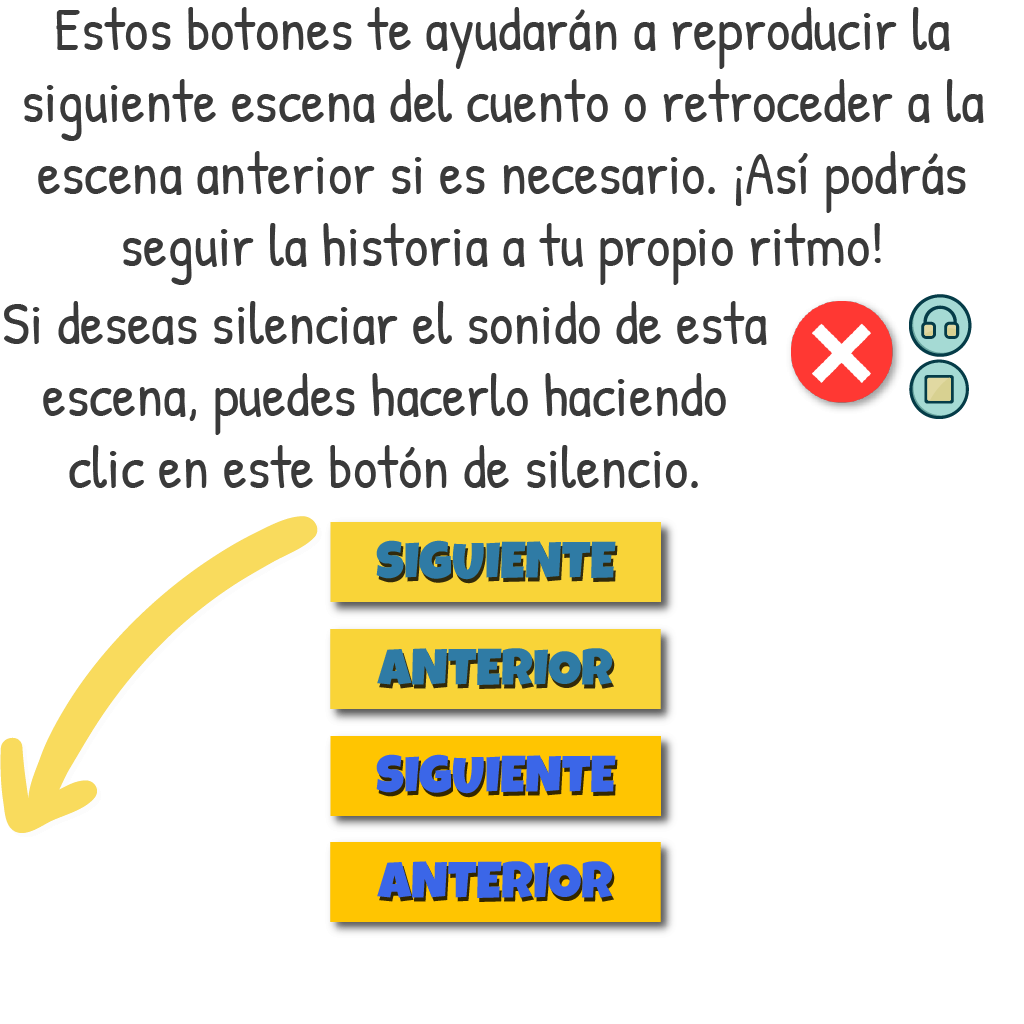 Estos botones te ayudarán a reproducir la
siguiente escena del cuento o retroceder a la
escena anterior si es necesario. ¡Así podrás
seguir la historia a tu propio ritmo!
Si deseas silenciar el sonido de esta
escena, puedes hacerlo haciendo
clic en este botón de silencio.
SIGUIENTE
ANTERIOR
SIGUIENTE
ANTERIOR